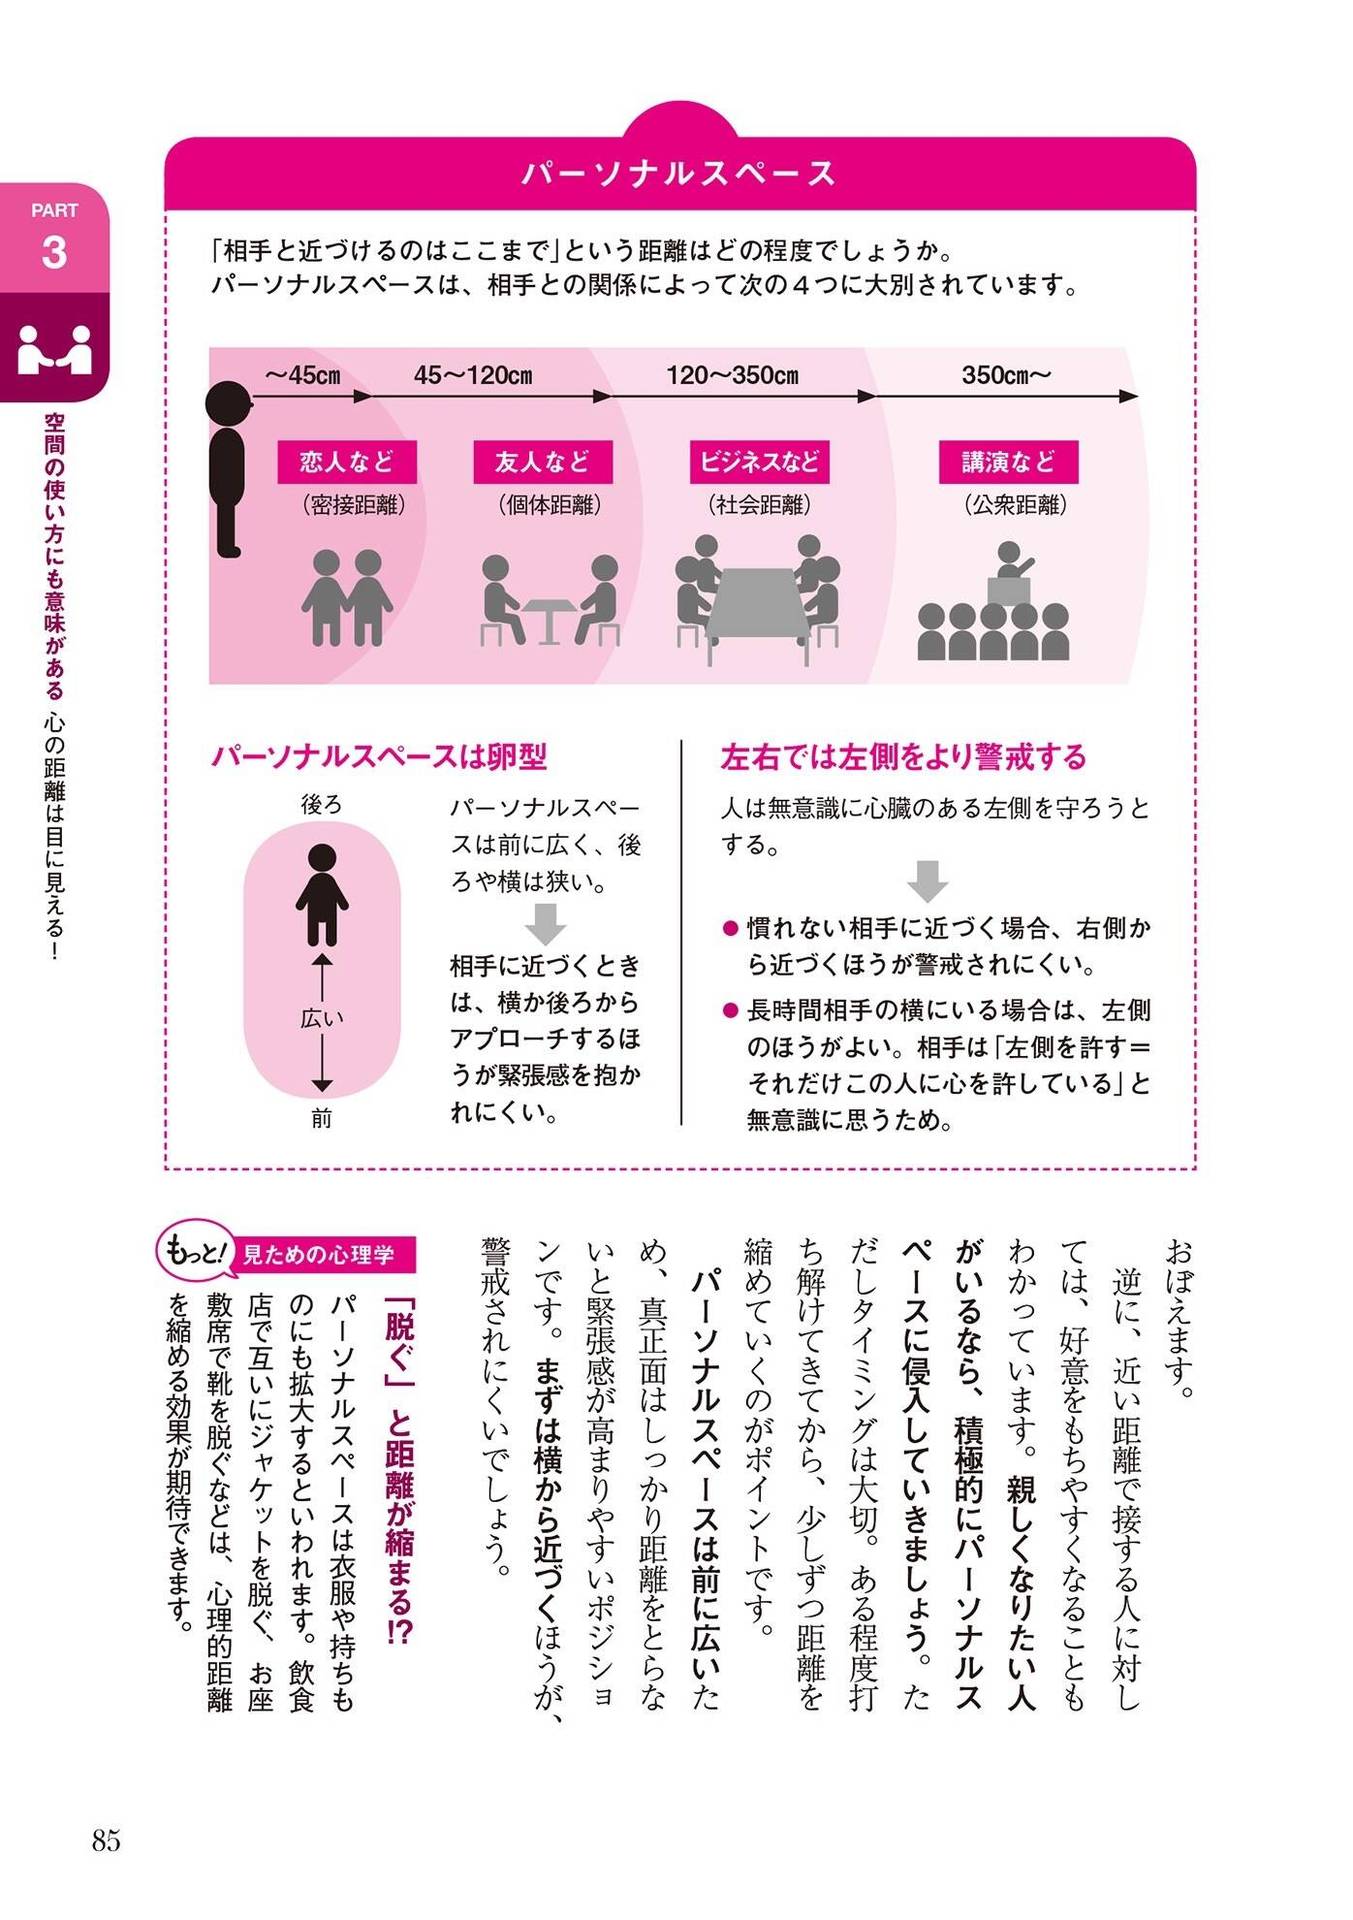 パーソナルスペース
「相手と近づけるのはここまで」という距離はどの程度でしょうか。
パーソナルスペースは、相手との関係によって次の４つに大別されています。
～45㎝
45～120㎝
120～350㎝
350㎝～
恋人など
友人など
ビジネスなど
講演など
（密接距離）
（個体距離）
（社会距離）
（公衆距離）
パーソナルスペースは卵型
後ろ
広い
前
パーソナルスペー
スは前に広く、後
ろや横は狭い。
相手に近づくとき
は、横か後ろから
アプローチするほ
うが緊張感を抱か
れにくい。
左右では左側をより警戒する
人は無意識に心臓のある左側を守ろうと
する。
● 慣れない相手に近づく場合、右側か
ら近づくほうが警戒されにくい。
● 長時間相手の横にいる場合は、左側
のほうがよい。相手は「左側を許す＝
それだけこの人に心を許している」と
無意識に思うため。
おぼえます。
逆に、近い距離で接する人に対し
ては、好意をもちやすくなることも
わかっています。親しくなりたい人
がいるなら、積極的にパーソナルス
ペースに侵入していきましょう。た
だしタイミングは大切。ある程度打
ち解けてきてから、少しずつ距離を
縮めていくのがポイントです。
パーソナルスペースは前に広いた
め、真正面はしっかり距離をとらな
いと緊張感が高まりやすいポジショ
ンです。まずは横から近づくほうが、
警戒されにくいでしょう。
もっと！
見ための心理学
「脱ぐ」と距離が縮まる!?
パーソナルスペースは衣服や持ちも
のにも拡大するといわれます。飲食
店で互いにジャケットを脱ぐ、お座
敷席で靴を脱ぐなどは、心理的距離
を縮める効果が期待できます。
PART
3
空間の使い方にも意味がある 心の距離は目に見える！
85